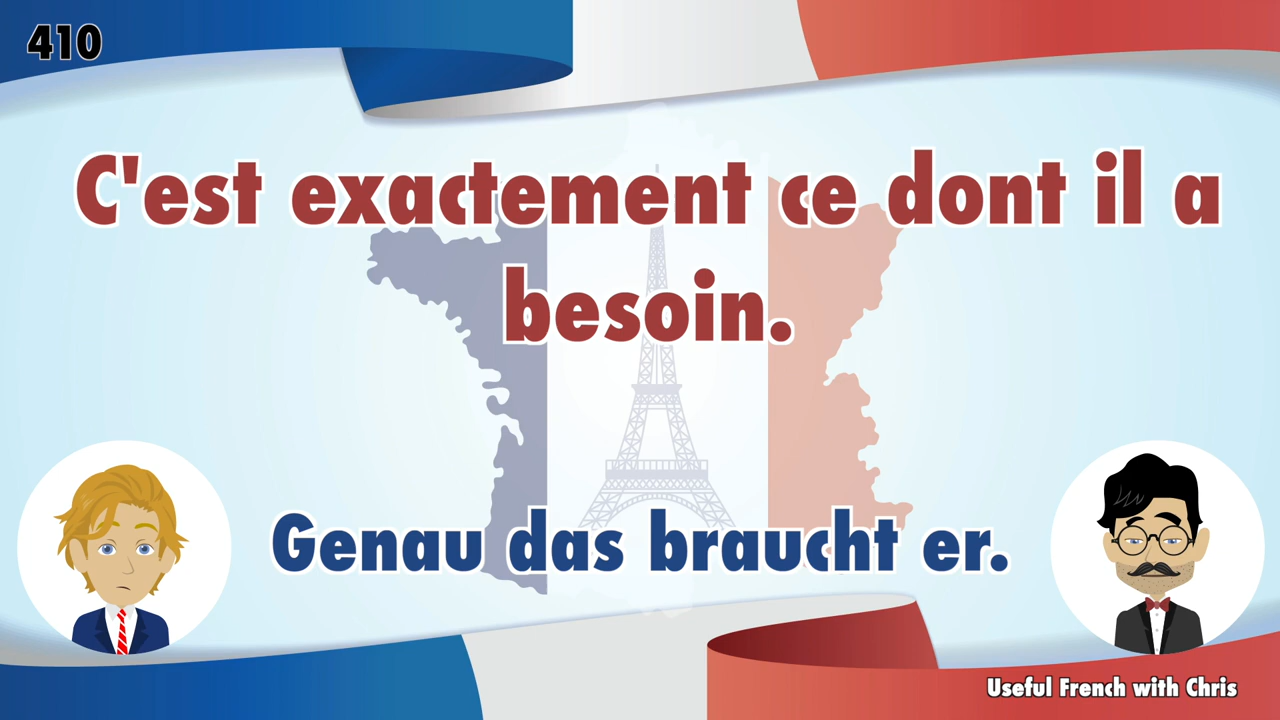 410
C'est exactement ce dont il a
besoin.
Genau das braucht er.
Useful French with Chris